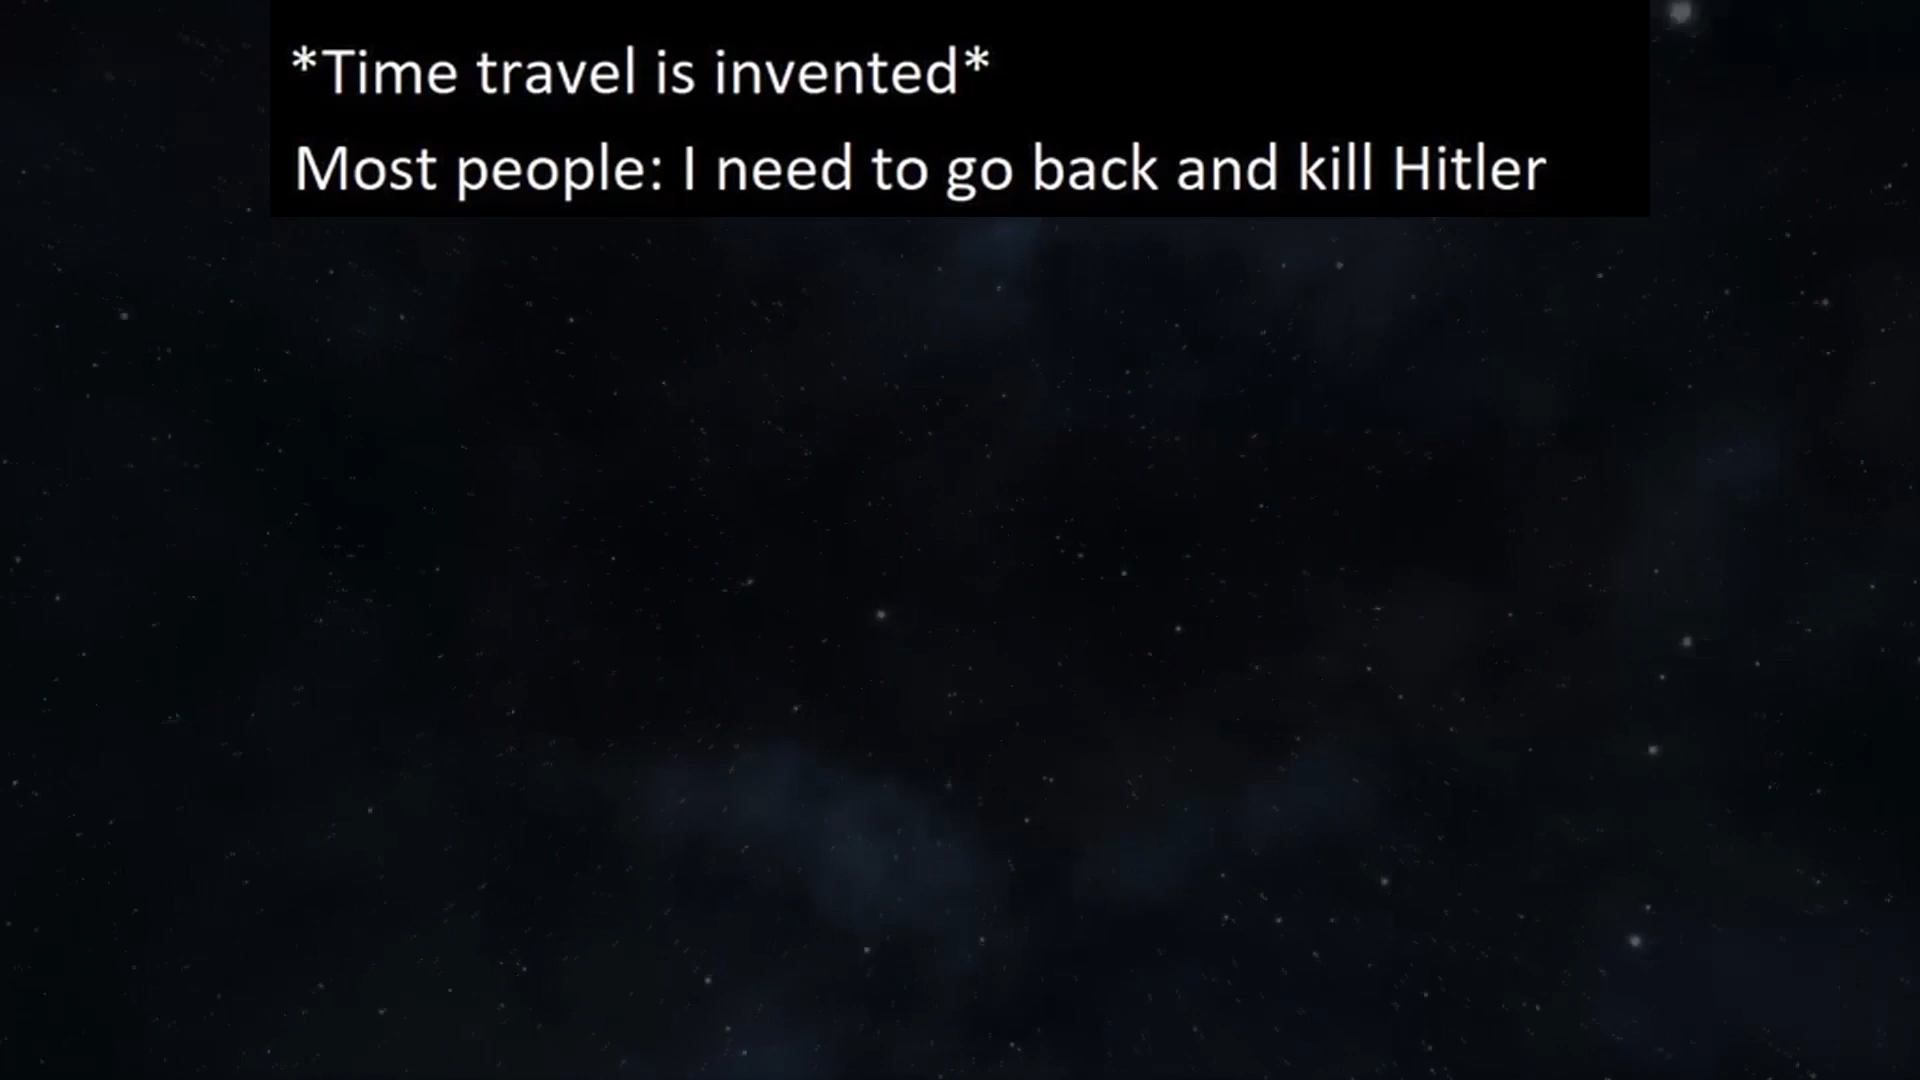 *Time travel is invented*
Most people: I need to go back and kill Hitler